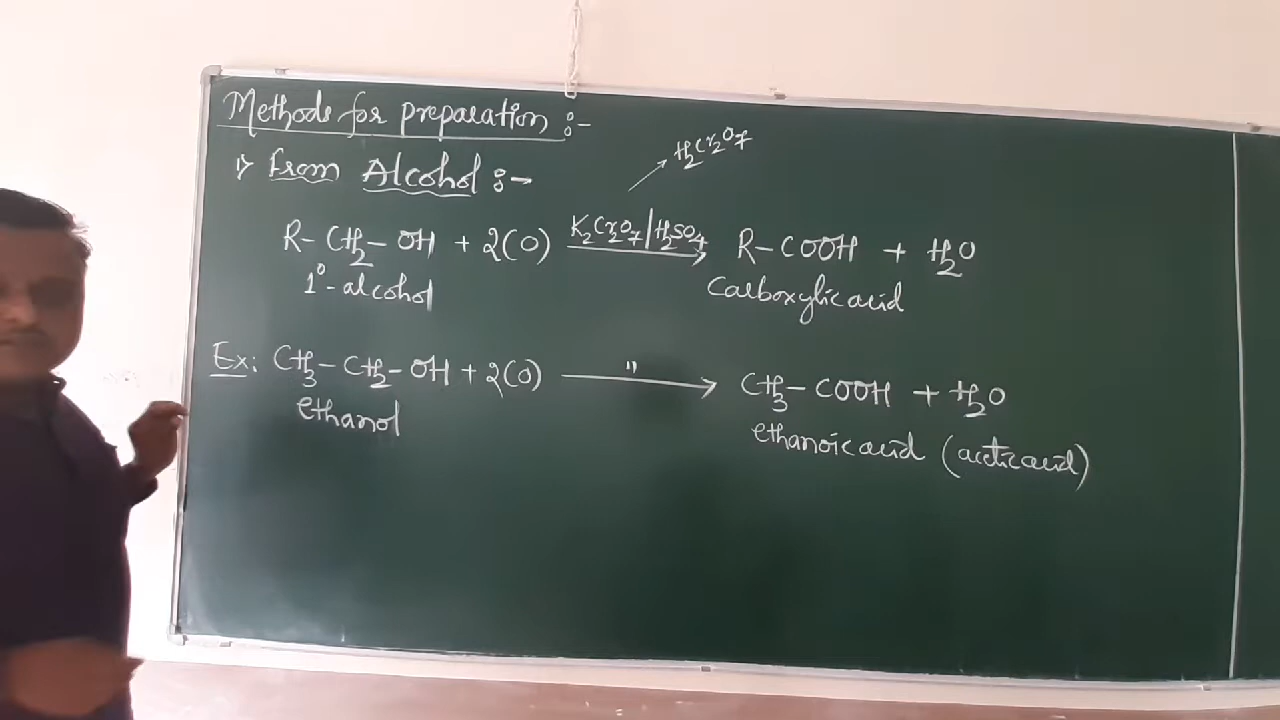 Methods for preparation :-
1) From Alcohol :-
H₂Cr₂O₇
R-CH₂-OH + 2(O) K₂Cr₂O₇/H₂SO₄ → R-COOH + H₂O
1°-alcohol Carboxylic acid
Ex: CH₃-CH₂-OH + 2(O) " → CH₃-COOH + H₂O
ethanol ethanoic acid (acetic acid)